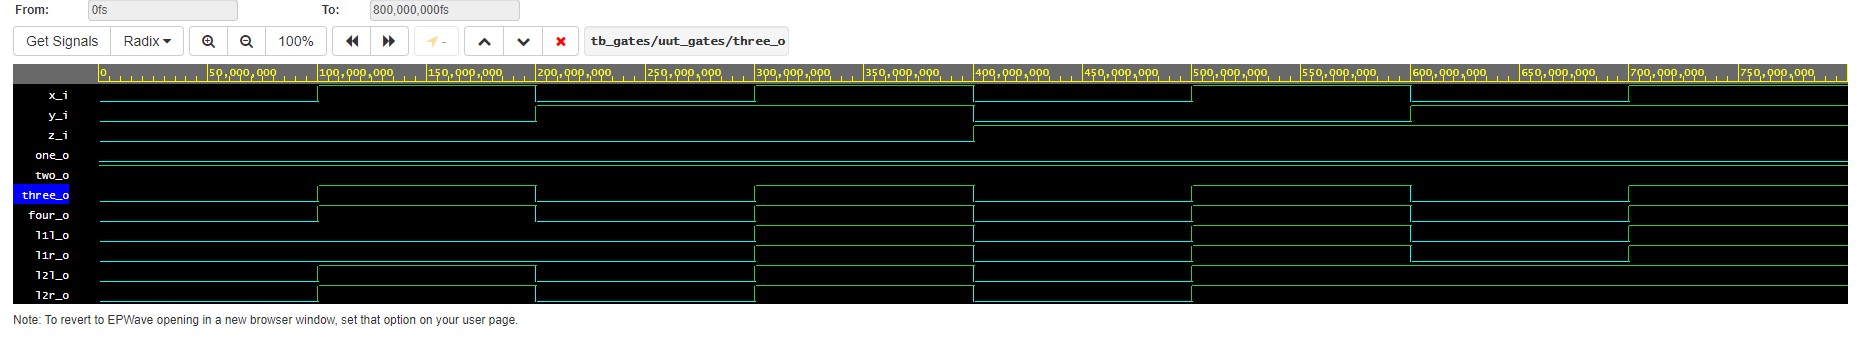 From: 0fs To: 800,000,000fs
Get Signals Radix 100% - tb_gates/uut_gates/three_o
0 50,000,000 100,000,000 150,000,000 200,000,000 250,000,000 300,000,000 350,000,000 400,000,000 450,000,000 500,000,000 550,000,000 600,000,000 650,000,000 700,000,000 750,000,000
x_i
y_i
z_i
one_o
two_o
three_o
four_o
l1l_o
l1r_o
l2l_o
l2r_o
Note: To revert to EPWave opening in a new browser window, set that option on your user page.